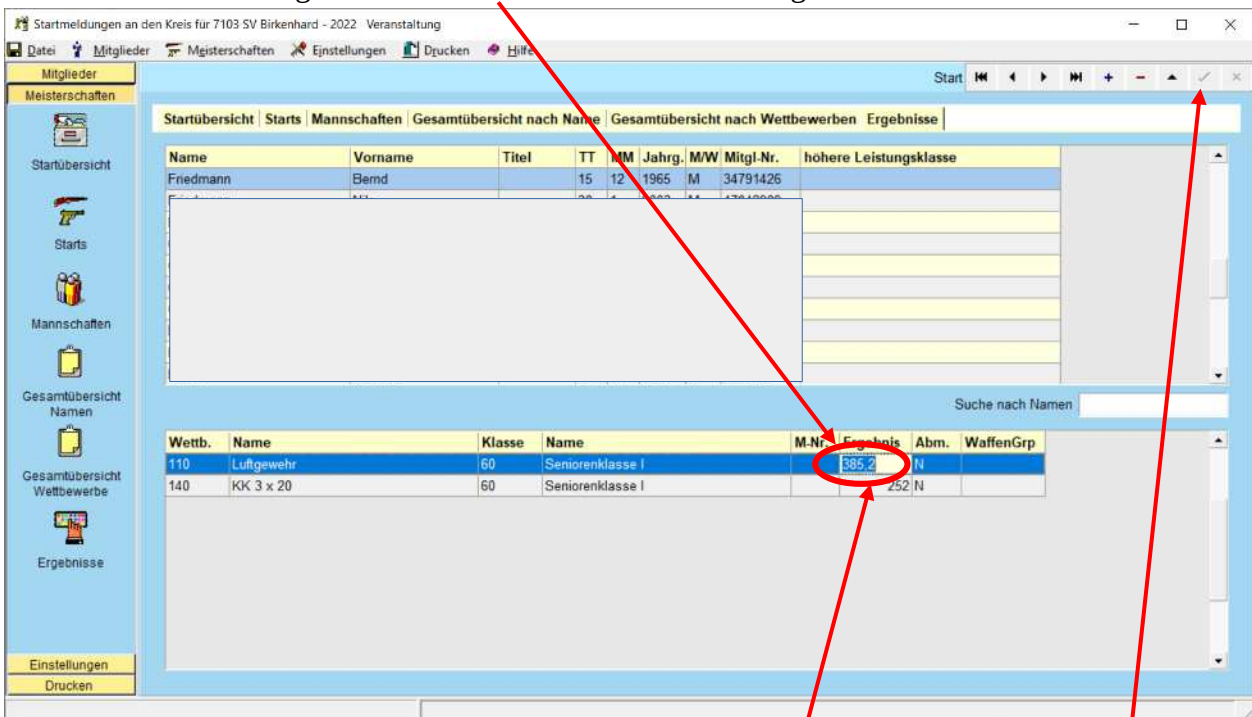 Startmeldungen an den Kreis für 7103 SV Birkenhard - 2022 Veranstaltung
Datei Mitglieder Meisterschaften Einstellungen Drucken Hilfe
Mitglieder
Meisterschaften
Start
Startübersicht Starts Mannschaften Gesamtübersicht nach Name Gesamtübersicht nach Wettbewerben Ergebnisse
Name Vorname Titel TT MM Jahrg. M/W Mitgl-Nr. höhere Leistungsklasse
Friedmann Bernd 15 12 1965 M 34791426
Startübersicht
Starts
Mannschaften
Gesamtübersicht
Namen
Gesamtübersicht
Wettbewerbe
Ergebnisse
Suche nach Namen
Wettb. Name Klasse Name M-Nr. Ergebnis Abm. WaffenGrp
110 Luftgewehr 60 Seniorenklasse I 385,2 N
140 KK 3 x 20 60 Seniorenklasse I 252 N
Einstellungen
Drucken